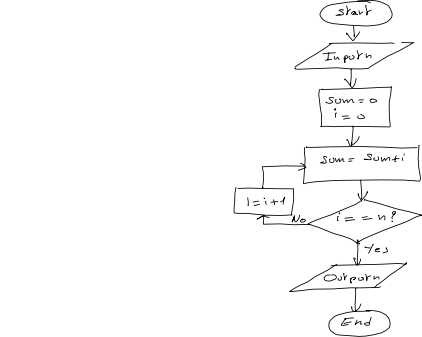 Start
Input n
Sum = 0
i = 0
Sum = Sum + i
I = i + 1
No
i == n?
Yes
Output n
End